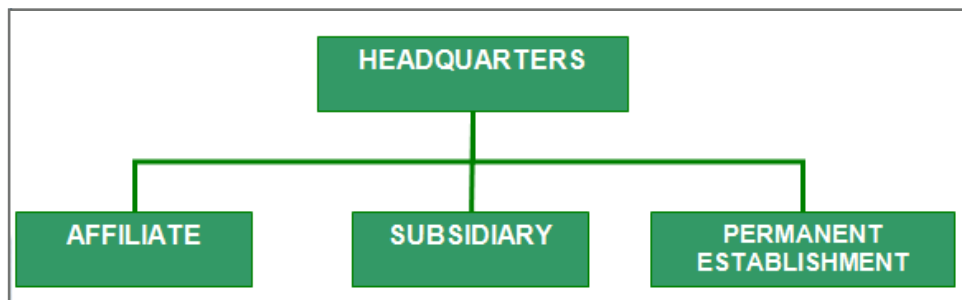 HEADQUARTERS
AFFILIATE
SUBSIDIARY
PERMANENT
ESTABLISHMENT